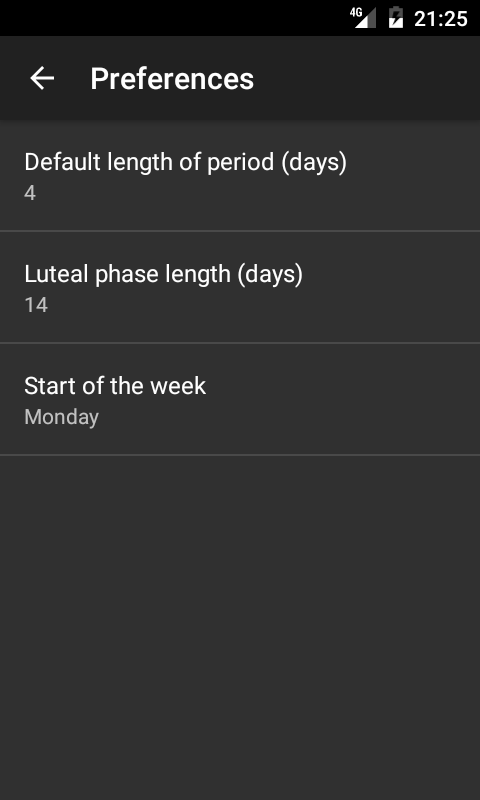 4G 21:25
Preferences
Default length of period (days)
4
Luteal phase length (days)
14
Start of the week
Monday